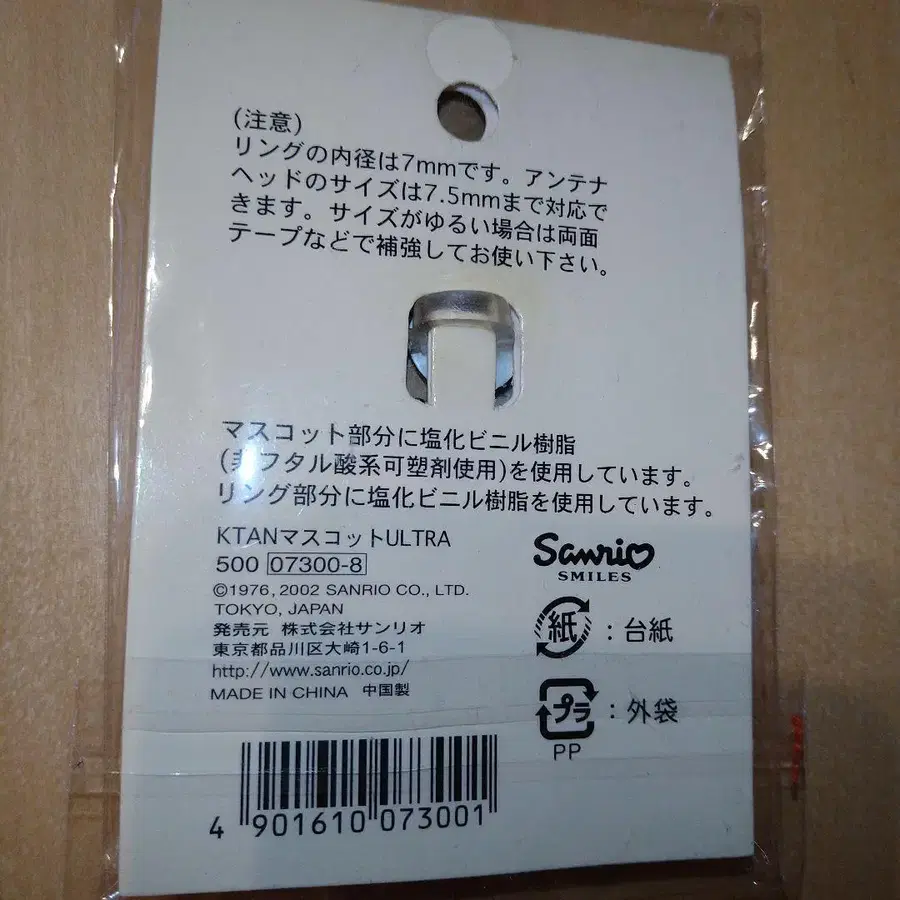 (注意)
リングの内径は7mmです。アンテナ
ヘッドのサイズは7.5mmまで対応で
きます。サイズがゆるい場合は両面
テープなどで補強してお使い下さい。
マスコット部分に塩化ビニル樹脂
(非フタル酸系可塑剤使用)を使用しています。
リング部分に塩化ビニル樹脂を使用しています。
KTANマスコットULTRA
500 07300-8
©1976, 2002 SANRIO CO., LTD.
TOKYO, JAPAN
発売元 株式会社サンリオ
東京都品川区大崎1-6-1
http://www.sanrio.co.jp/
MADE IN CHINA 中国製
Sanrio
SMILES
紙 : 台紙
プラ : 外袋
PP
4 901610 073001